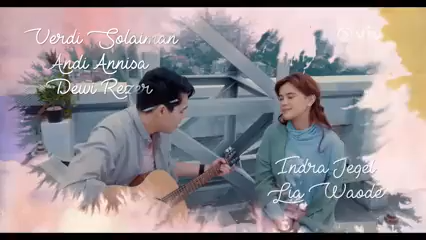 Verdi Solaiman
Andi Annisa
Dewi Rezer
Indra Jegel
Lia Waode